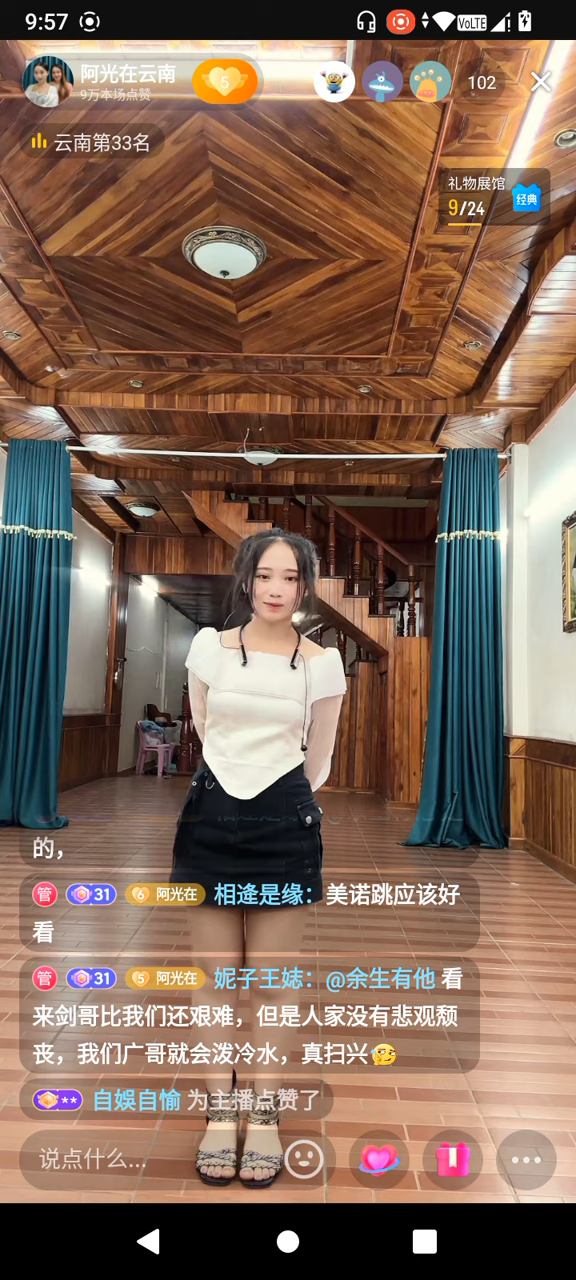 9:57
VoLTE
阿光在云南
9万本场点赞
5
102
云南第33名
礼物展馆
9/24
经典
的，
管 31 6 阿光在 相逄是缘：美诺跳应该好
看
管 31 5 阿光在 妮子王婊：@余生有他 看
来剑哥比我们还艰难，但是人家没有悲观颓
丧，我们广哥就会泼冷水，真扫兴
自娛自愉 为主播点赞了
说点什么...